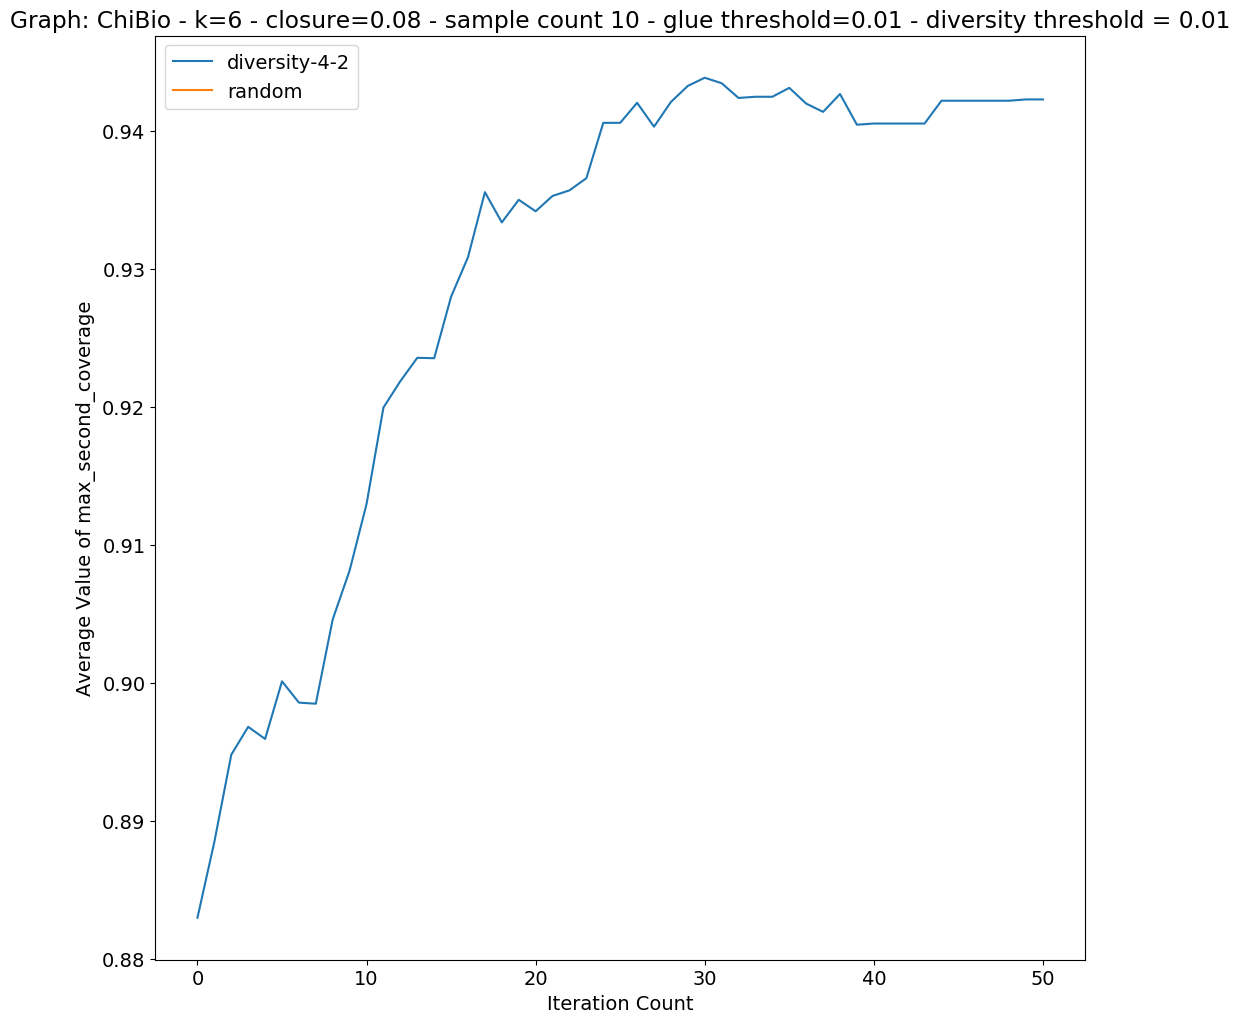 Graph: ChiBio - k=6 - closure=0.08 - sample count 10 - glue threshold=0.01 - diversity threshold = 0.01
diversity-4-2
random
0.94
0.93
0.92
0.91
0.90
0.89
0.88
Average Value of max_second_coverage
0 10 20 30 40 50
Iteration Count